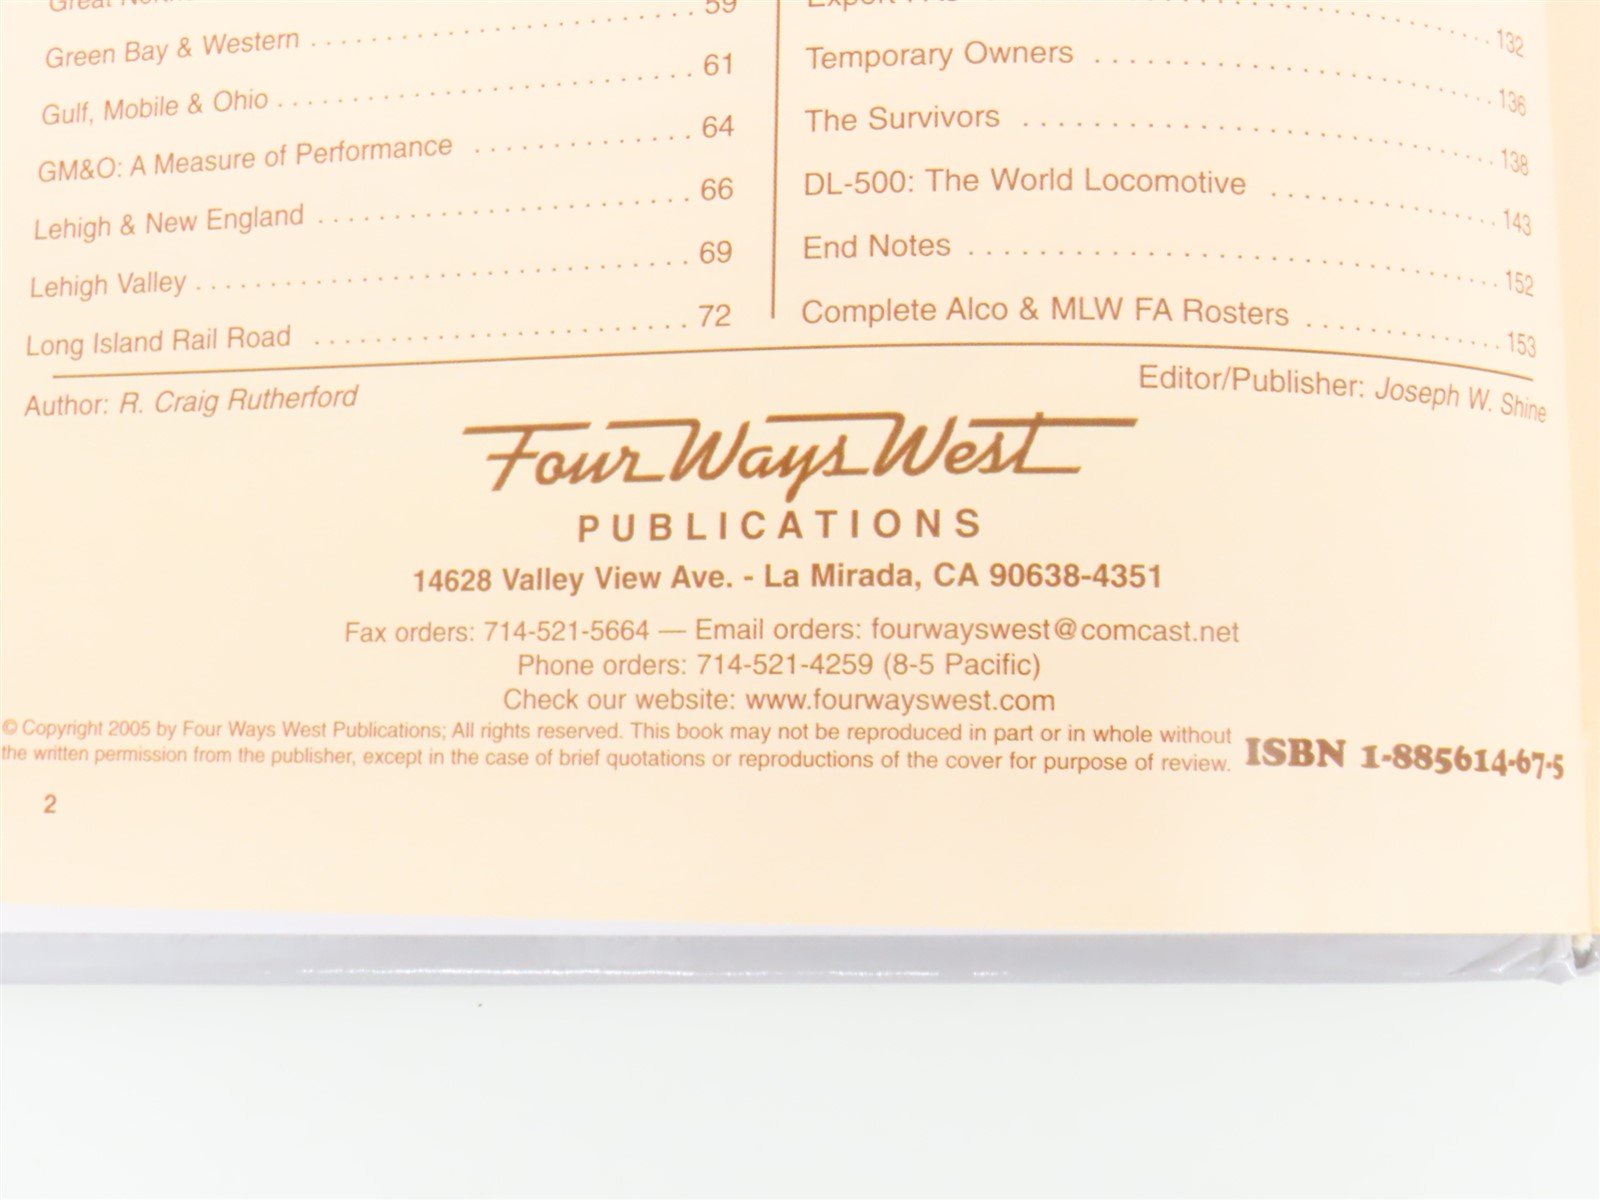 Great
Green Bay & Western . . . . . . . . . . . . . . . . . . . . . . . . . . . 59
Gulf, Mobile & Ohio . . . . . . . . . . . . . . . . . . . . . . . . . . . . . 61
GM&O: A Measure of Performance . . . . . . . . . . . . . . . 64
Lehigh & New England . . . . . . . . . . . . . . . . . . . . . . . . . . 66
Lehigh Valley . . . . . . . . . . . . . . . . . . . . . . . . . . . . . . . . . . 69
Long Island Rail Road . . . . . . . . . . . . . . . . . . . . . . . . . . 72
Export . . . . . . . . . . . . . . . . . . . . . . . . 132
Temporary Owners . . . . . . . . . . . . . . . . . . . . . . . . 136
The Survivors . . . . . . . . . . . . . . . . . . . . . . . . . . . . 138
DL-500: The World Locomotive . . . . . . . . . . . . . . 143
End Notes . . . . . . . . . . . . . . . . . . . . . . . . . . . . . . . 152
Complete Alco & MLW FA Rosters . . . . . . . . . . . . 153
Author: R. Craig Rutherford
Editor/Publisher: Joseph W. Shine
Four Ways West
PUBLICATIONS
14628 Valley View Ave. - La Mirada, CA 90638-4351
Fax orders: 714-521-5664 — Email orders: fourwayswest@comcast.net
Phone orders: 714-521-4259 (8-5 Pacific)
Check our website: www.fourwayswest.com
© Copyright 2005 by Four Ways West Publications; All rights reserved. This book may not be reproduced in part or in whole without
the written permission from the publisher, except in the case of brief quotations or reproductions of the cover for purpose of review.
ISBN 1-885614-67-5
2